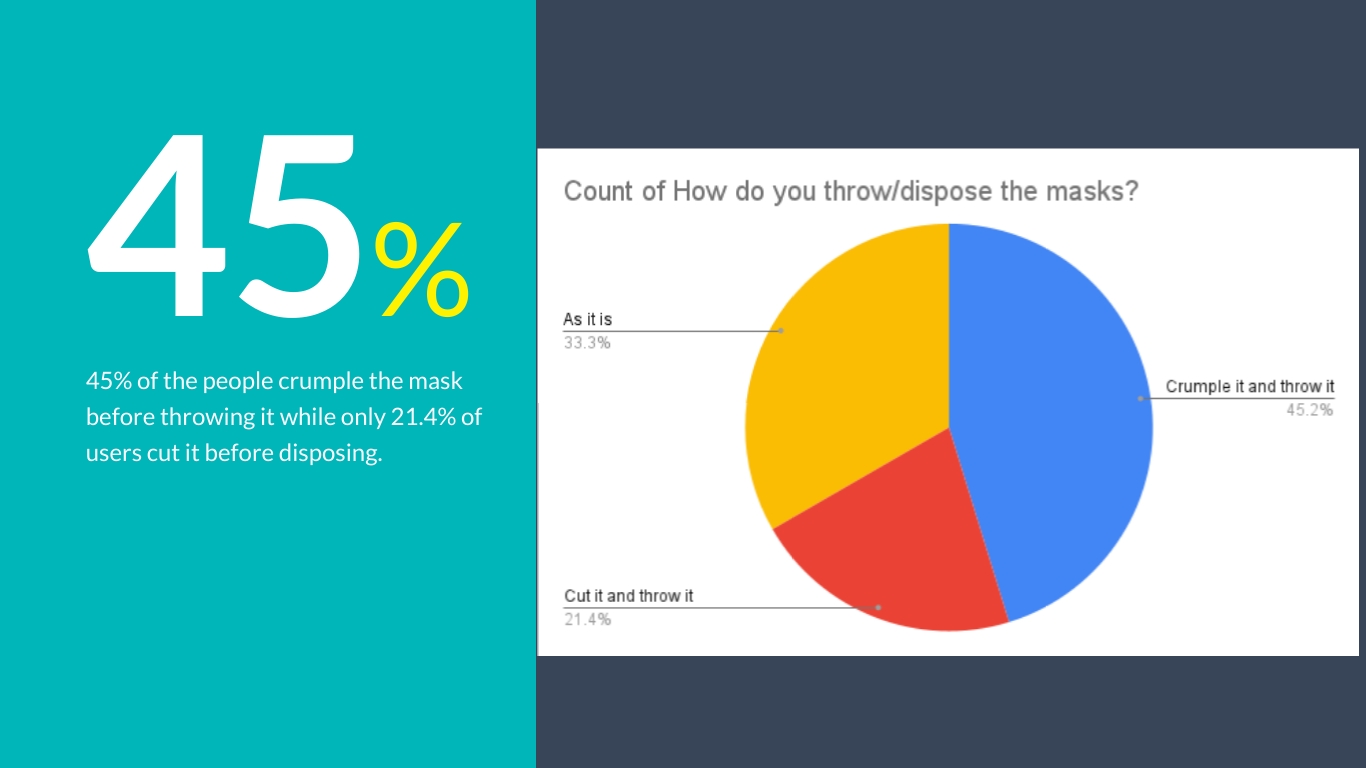 45%
45% of the people crumple the mask
before throwing it while only 21.4% of
users cut it before disposing.
Count of How do you throw/dispose the masks?
As it is
33.3%
Crumple it and throw it
45.2%
Cut it and throw it
21.4%